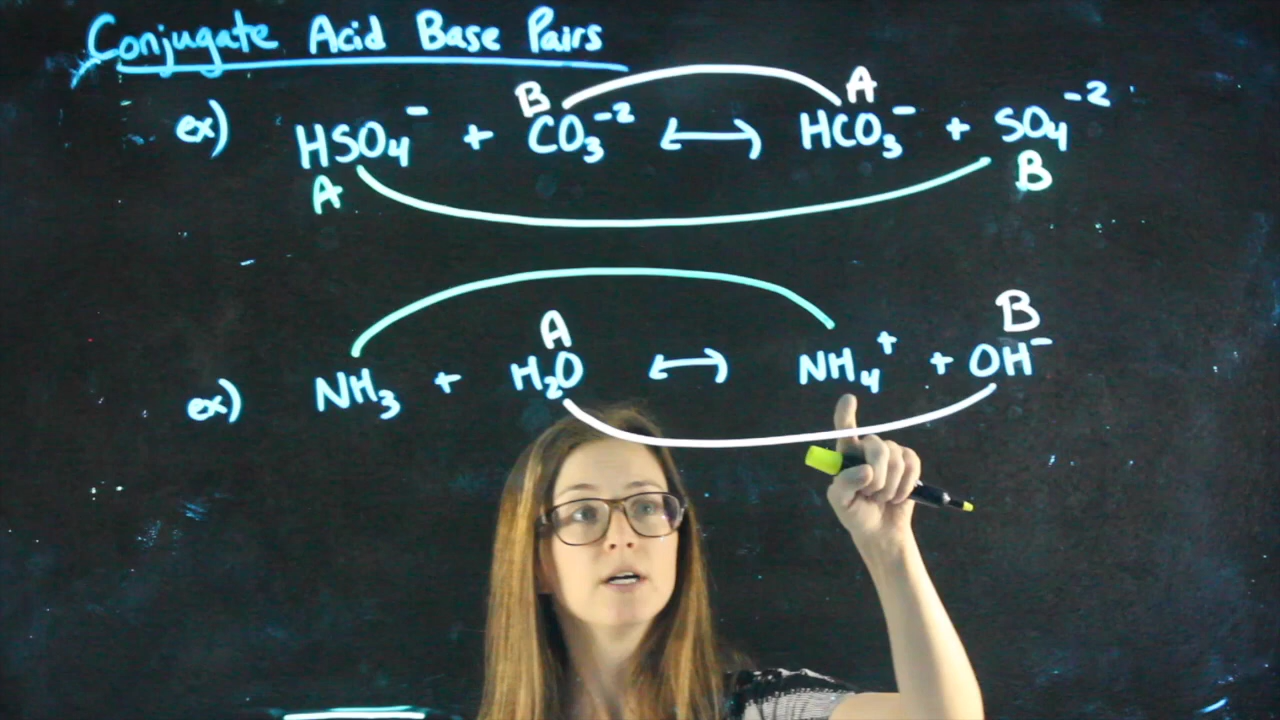 Conjugate Acid Base Pairs
B A
ex) HSO₄⁻ + CO₃⁻² ⟷ HCO₃⁻ + SO₄⁻²
A B
A B
ex) NH₃ + H₂O ⟷ NH₄⁺ + OH⁻